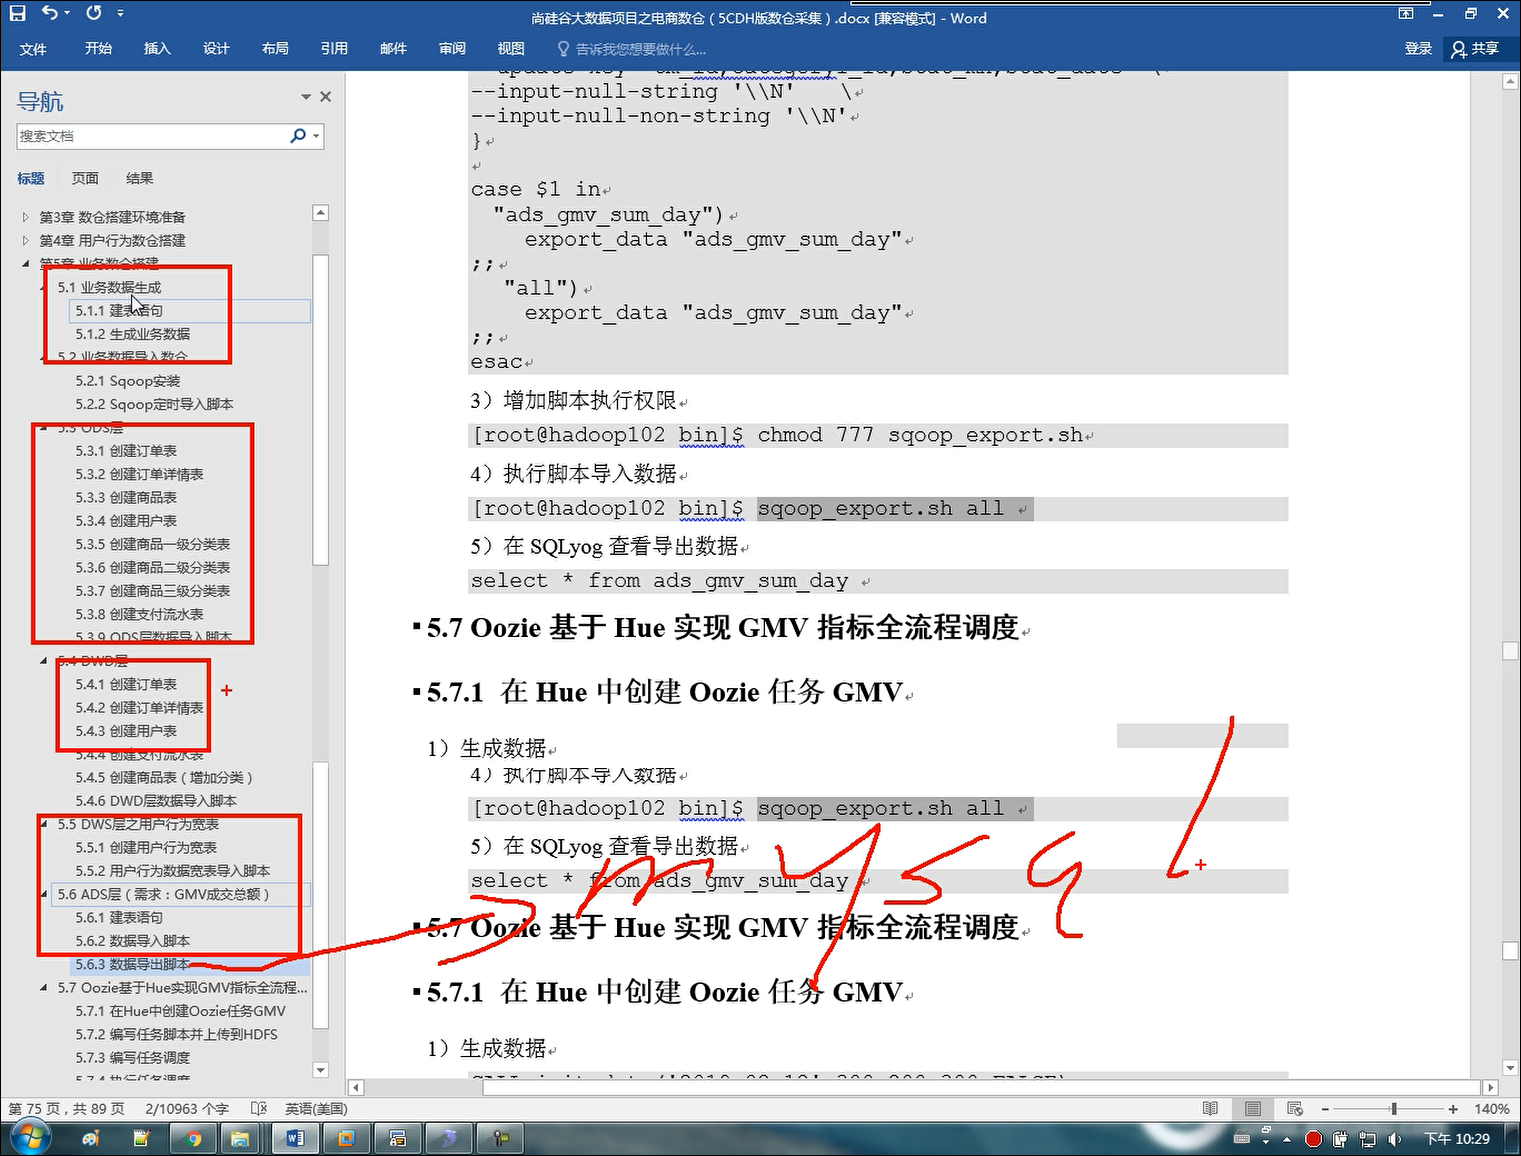 尚硅谷大数据项目之电商数仓（5CDH版数仓采集）.docx [兼容模式] - Word
文件 开始 插入 设计 布局 引用 邮件 审阅 视图 告诉我您想要做什么... 登录 共享
导航
搜索文档
标题 页面 结果
第3章 数仓搭建环境准备
第4章 用户行为数仓搭建
第5章 业务数仓搭建
5.1 业务数据生成
5.1.1 建表语句
5.1.2 生成业务数据
5.2 业务数据导入数仓
5.2.1 Sqoop安装
5.2.2 Sqoop定时导入脚本
5.3 ODS层
5.3.1 创建订单表
5.3.2 创建订单详情表
5.3.3 创建商品表
5.3.4 创建用户表
5.3.5 创建商品一级分类表
5.3.6 创建商品二级分类表
5.3.7 创建商品三级分类表
5.3.8 创建支付流水表
5.3.9 ODS层数据导入脚本
5.4 DWD层
5.4.1 创建订单表
5.4.2 创建订单详情表
5.4.3 创建用户表
5.4.4 创建支付流水表
5.4.5 创建商品表（增加分类）
5.4.6 DWD层数据导入脚本
5.5 DWS层之用户行为宽表
5.5.1 创建用户行为宽表
5.5.2 用户行为数据宽表导入脚本
5.6 ADS层（需求：GMV成交总额）
5.6.1 建表语句
5.6.2 数据导入脚本
5.6.3 数据导出脚本
5.7 Oozie基于Hue实现GMV指标全流程...
5.7.1 在Hue中创建Oozie任务GMV
5.7.2 编写任务脚本并上传到HDFS
5.7.3 编写任务调度
5.7.4 执行任务调度
--input-null-string '\\N' \
--input-null-non-string '\\N'
}
case $1 in
"ads_gmv_sum_day")
export_data "ads_gmv_sum_day"
;;
"all")
export_data "ads_gmv_sum_day"
;;
esac
3）增加脚本执行权限
[root@hadoop102 bin]$ chmod 777 sqoop_export.sh
4）执行脚本导入数据
[root@hadoop102 bin]$ sqoop_export.sh all
5）在 SQLyog 查看导出数据
select * from ads_gmv_sum_day
5.7 Oozie 基于 Hue 实现 GMV 指标全流程调度
5.7.1 在 Hue 中创建 Oozie 任务 GMV
1）生成数据
4）执行脚本导入数据
[root@hadoop102 bin]$ sqoop_export.sh all
5）在 SQLyog 查看导出数据
select * from ads_gmv_sum_day
mysql
5.7 Oozie 基于 Hue 实现 GMV 指标全流程调度
5.7.1 在 Hue 中创建 Oozie 任务 GMV
1）生成数据
第 75 页，共 89 页 2/10963 个字 英语(美国) 140%
下午 10:29